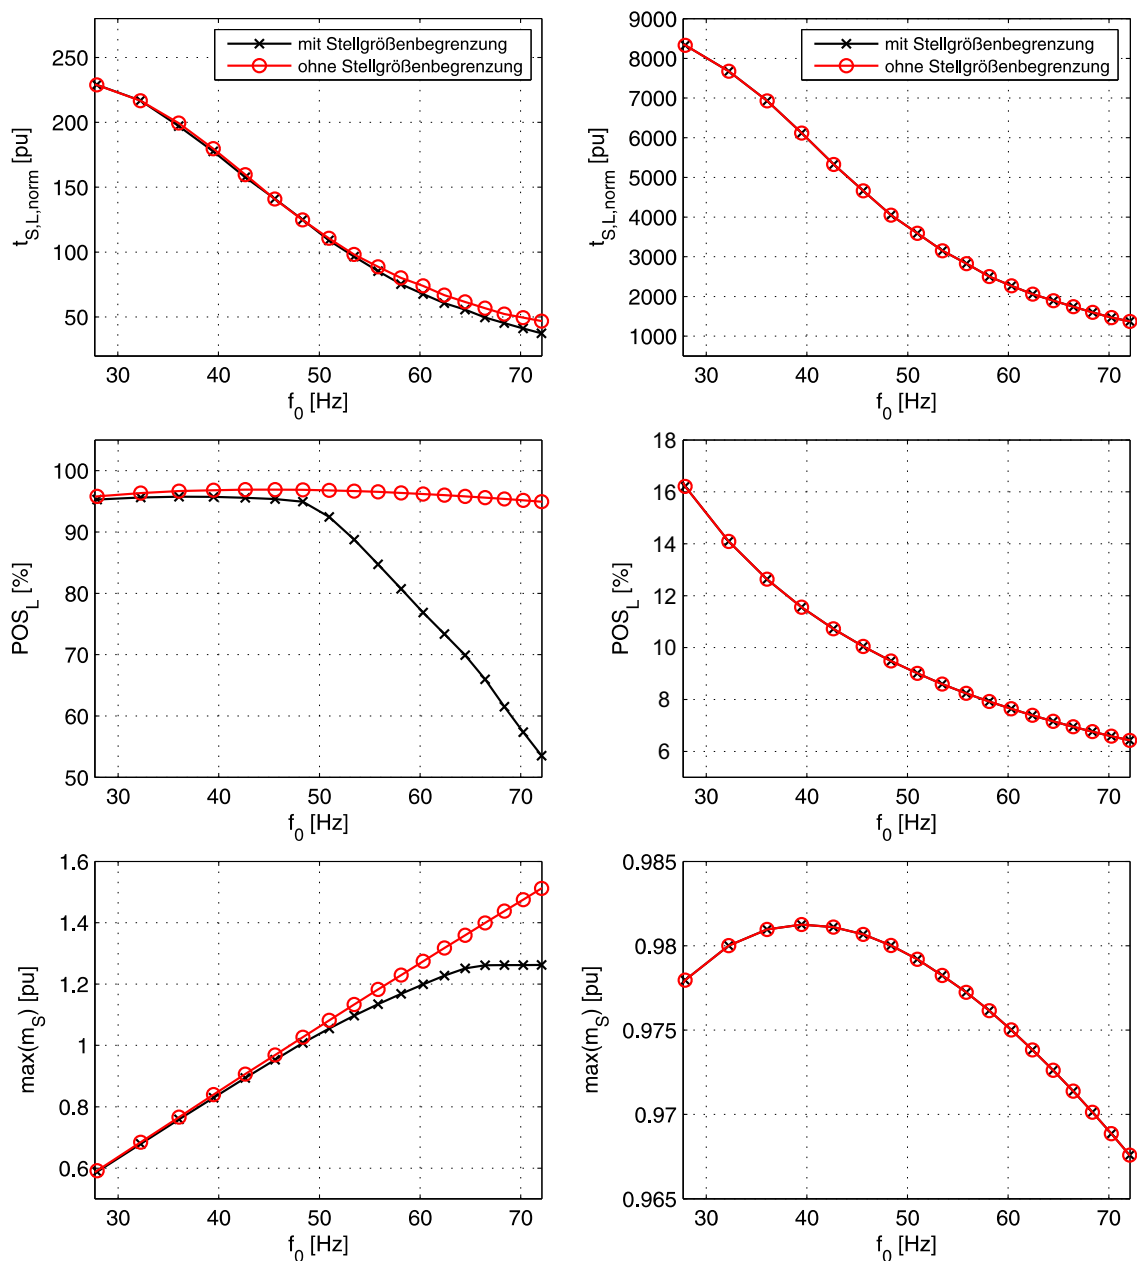 mit Stellgrößenbegrenzung
ohne Stellgrößenbegrenzung
250
200
150
100
50
t_S,L,norm [pu]
30 40 50 60 70
f_0 [Hz]
mit Stellgrößenbegrenzung
ohne Stellgrößenbegrenzung
9000
8000
7000
6000
5000
4000
3000
2000
1000
t_S,L,norm [pu]
30 40 50 60 70
f_0 [Hz]
100
90
80
70
60
50
POS_L [%]
30 40 50 60 70
f_0 [Hz]
18
16
14
12
10
8
6
POS_L [%]
30 40 50 60 70
f_0 [Hz]
1.6
1.4
1.2
1
0.8
0.6
max(m_S) [pu]
30 40 50 60 70
f_0 [Hz]
0.985
0.98
0.975
0.97
0.965
max(m_S) [pu]
30 40 50 60 70
f_0 [Hz]